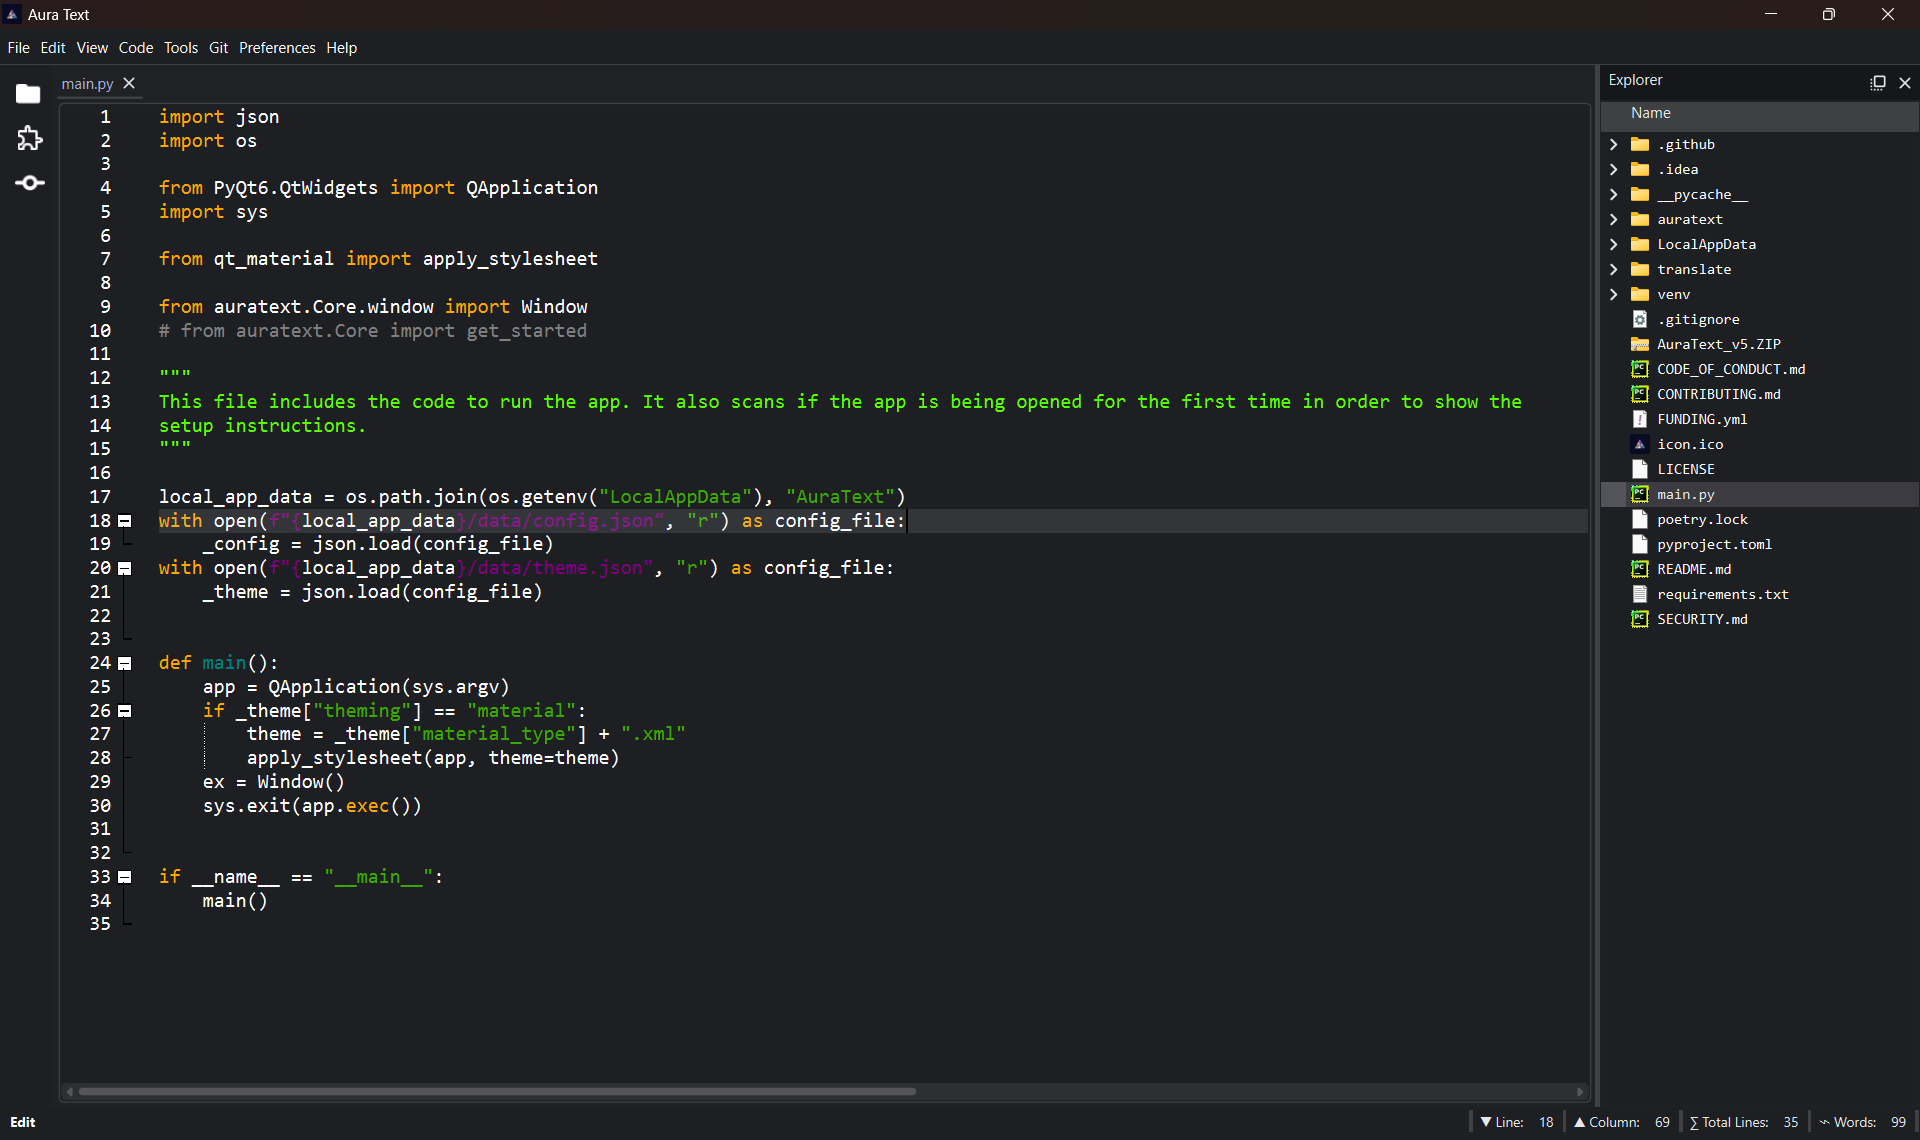 Aura Text
File Edit View Code Tools Git Preferences Help
main.py
1 import json
2 import os
3
4 from PyQt6.QtWidgets import QApplication
5 import sys
6
7 from qt_material import apply_stylesheet
8
9 from auratext.Core.window import Window
10 # from auratext.Core import get_started
11
12 """
13 This file includes the code to run the app. It also scans if the app is being opened for the first time in order to show the
14 setup instructions.
15 """
16
17 local_app_data = os.path.join(os.getenv("LocalAppData"), "AuraText")
18 with open(f"{local_app_data}/data/config.json", "r") as config_file:
19     _config = json.load(config_file)
20 with open(f"{local_app_data}/data/theme.json", "r") as config_file:
21     _theme = json.load(config_file)
22
23
24 def main():
25     app = QApplication(sys.argv)
26     if _theme["theming"] == "material":
27         theme = _theme["material_type"] + ".xml"
28         apply_stylesheet(app, theme=theme)
29     ex = Window()
30     sys.exit(app.exec())
31
32
33 if __name__ == "__main__":
34     main()
35
Explorer
Name
.github
.idea
__pycache__
auratext
LocalAppData
translate
venv
.gitignore
AuraText_v5.ZIP
CODE_OF_CONDUCT.md
CONTRIBUTING.md
FUNDING.yml
icon.ico
LICENSE
main.py
poetry.lock
pyproject.toml
README.md
requirements.txt
SECURITY.md
Edit
▼ Line: 18 ▲ Column: 69 ∑ Total Lines: 35 Words: 99